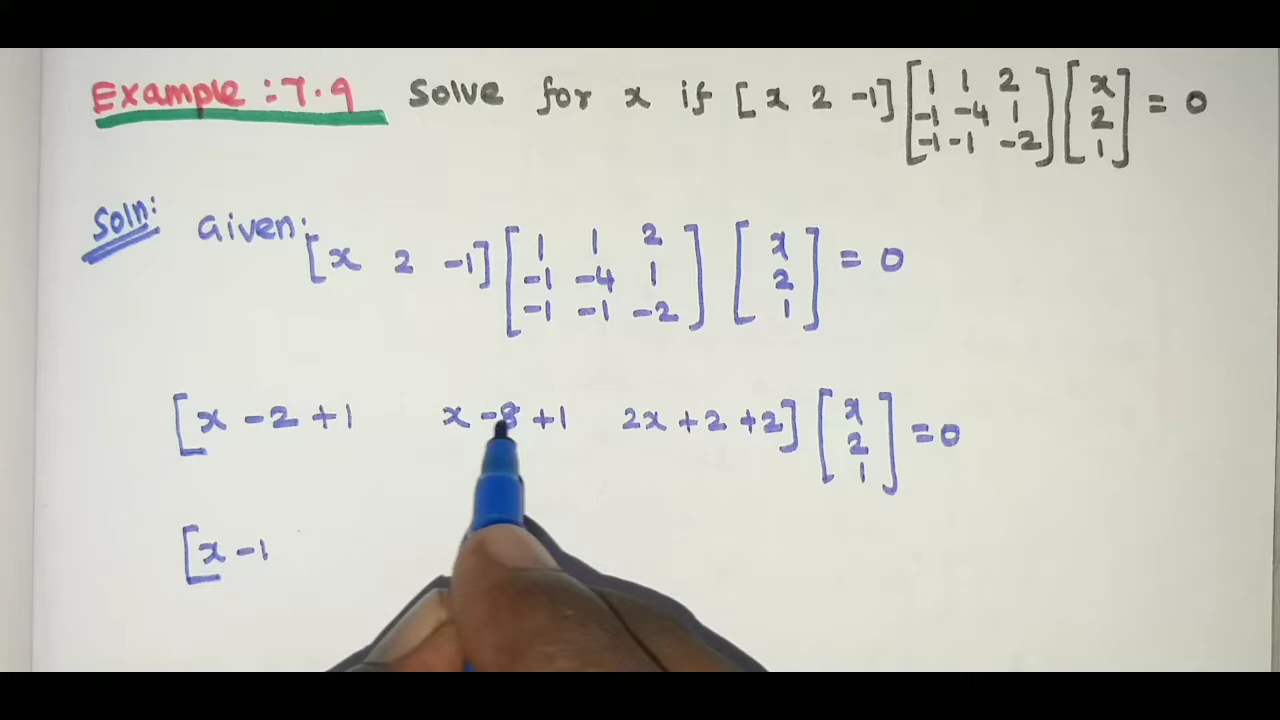 Example : 7.9 Solve for x if [x 2 -1] [1 1 2 -1 -4 1 -1 -1 -2] [x 2 1] = 0
Soln: Given: [x 2 -1] [1 1 2 -1 -4 1 -1 -1 -2] [x 2 1] = 0
[x -2 +1 x -8 +1 2x +2 +2] [x 2 1] = 0
[x -1